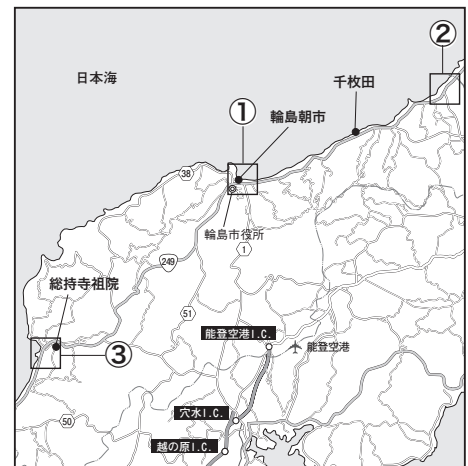 ②
日本海
千枚田
①
輪島朝市
38
輪島市役所
1
249
総持寺祖院
51
能登空港I.C.
能登空港
③
穴水I.C.
50
越の原I.C.